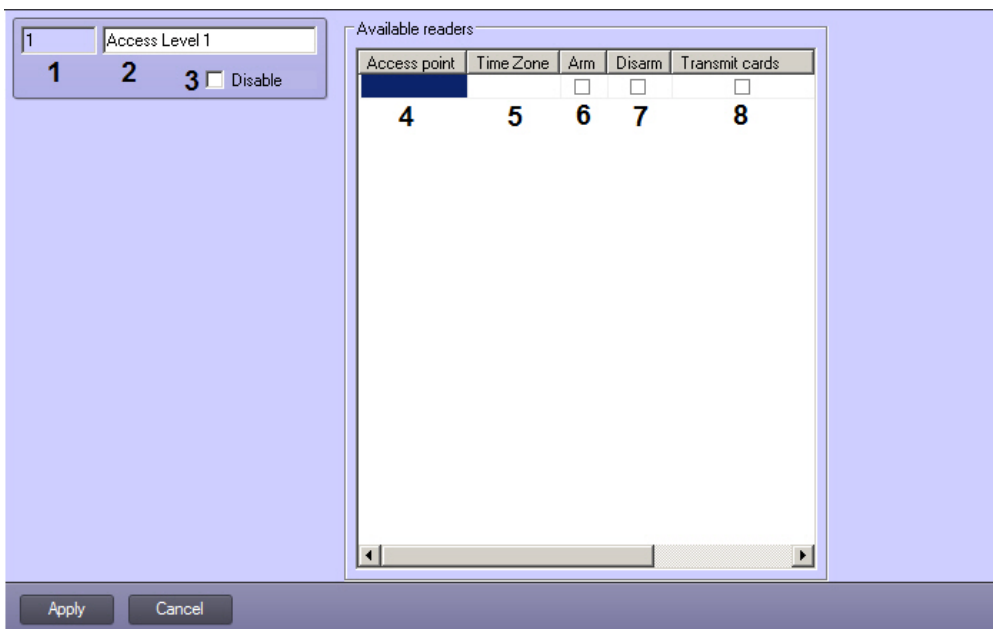 1 Access Level 1
1 2 3 Disable
Available readers
Access point Time Zone Arm Disarm Transmit cards
4 5 6 7 8
Apply Cancel